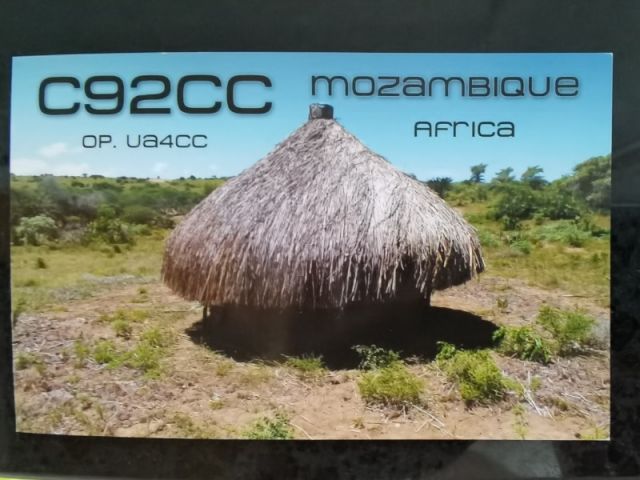 C92CC
OP. UA4CC
MOZAMBIQUE
AFRICA